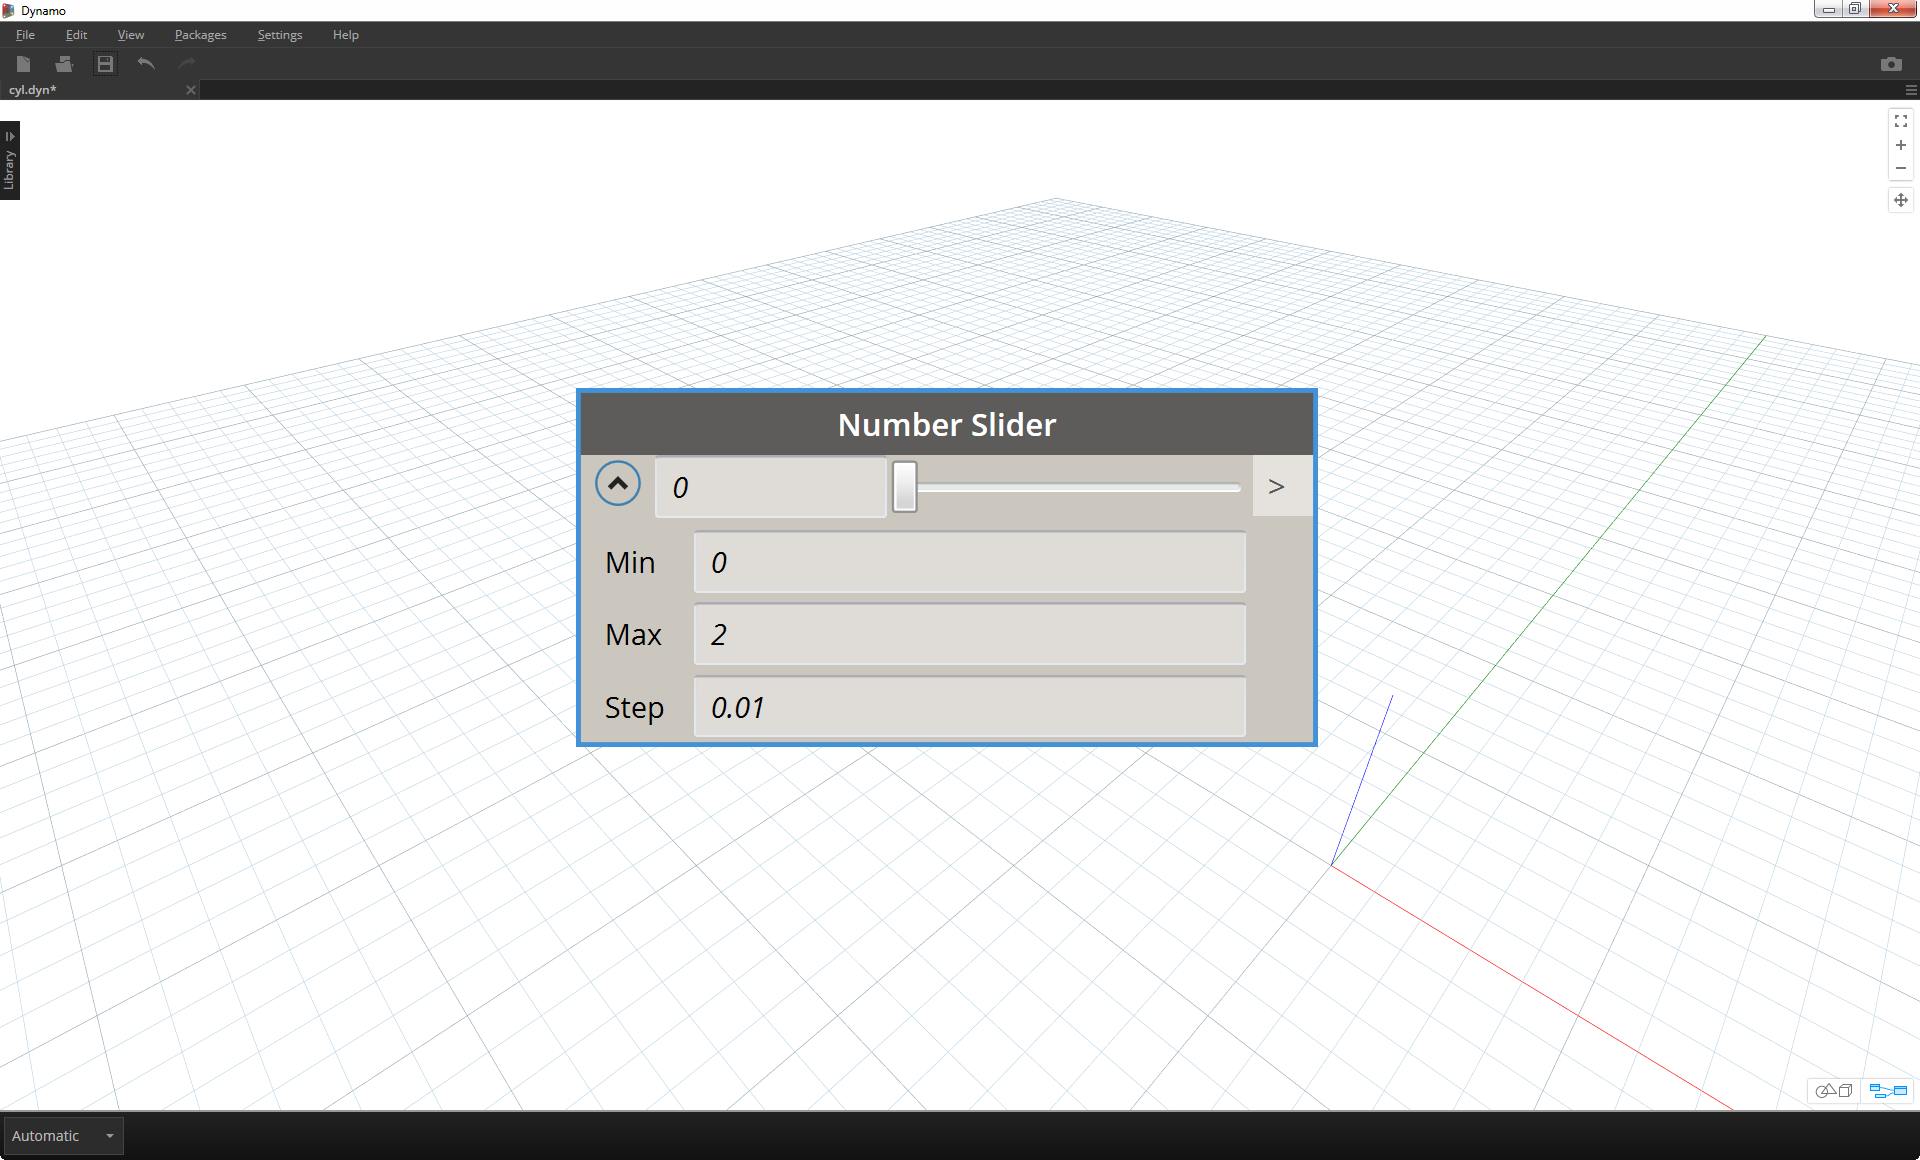 Dynamo
File Edit View Packages Settings Help
cyl.dyn*
Library
Number Slider
0 >
Min 0
Max 2
Step 0.01
Automatic